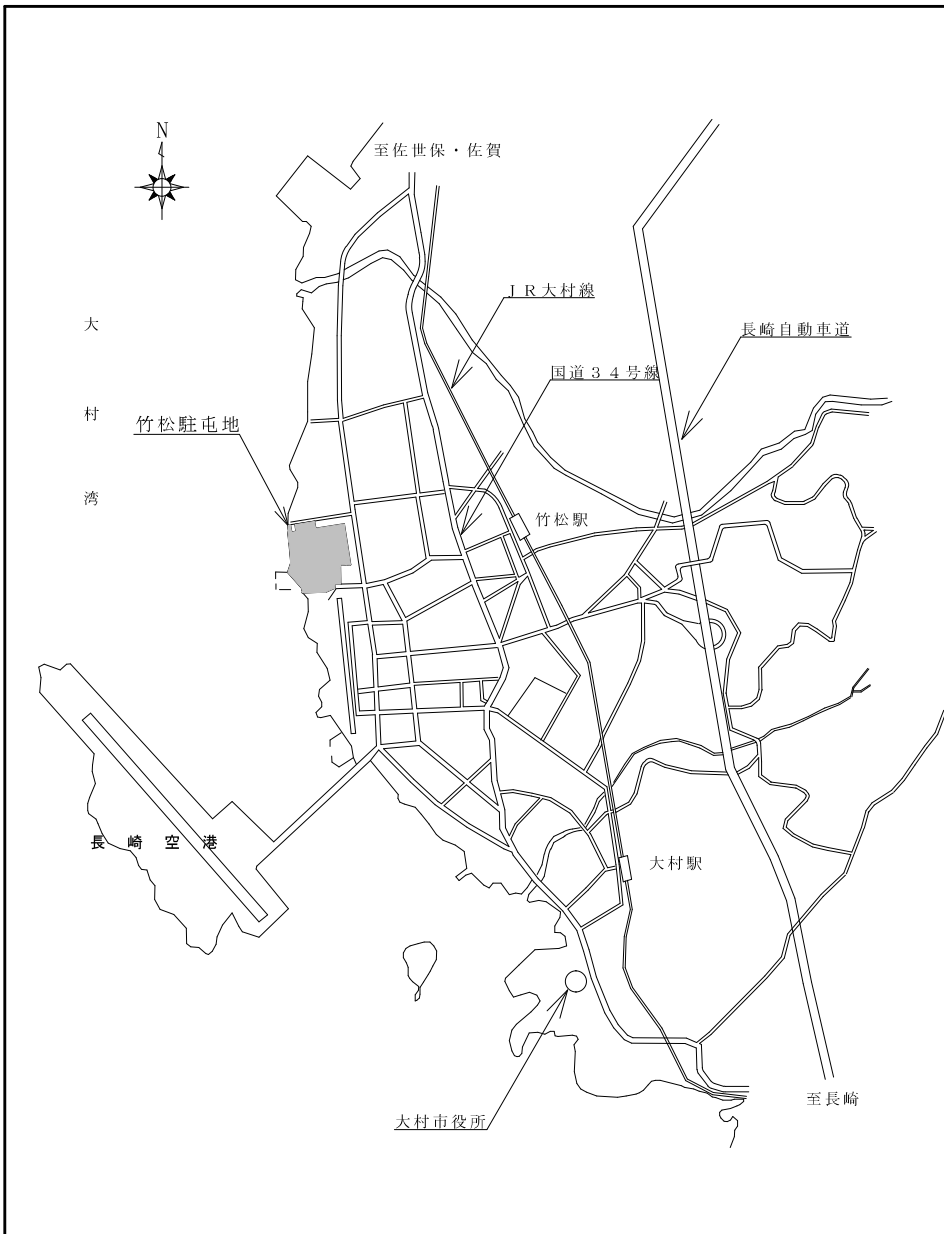 N
至佐世保・佐賀
ＪＲ大村線
長崎自動車道
国道３４号線
大村湾
竹松駐屯地
竹松駅
長崎空港
大村駅
至長崎
大村市役所